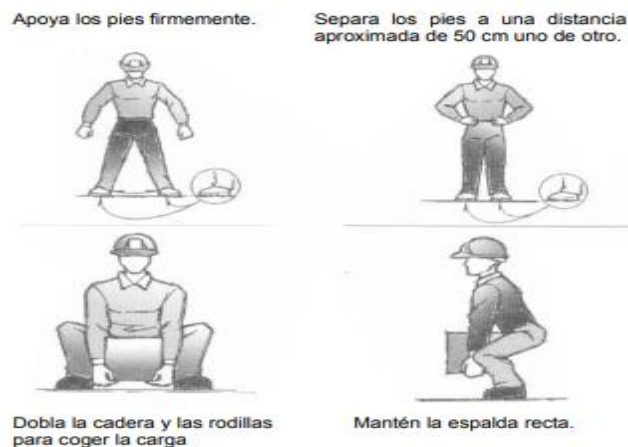 Apoya los pies firmemente.
Separa los pies a una distancia
aproximada de 50 cm uno de otro.
Dobla la cadera y las rodillas
para coger la carga
Mantén la espalda recta.